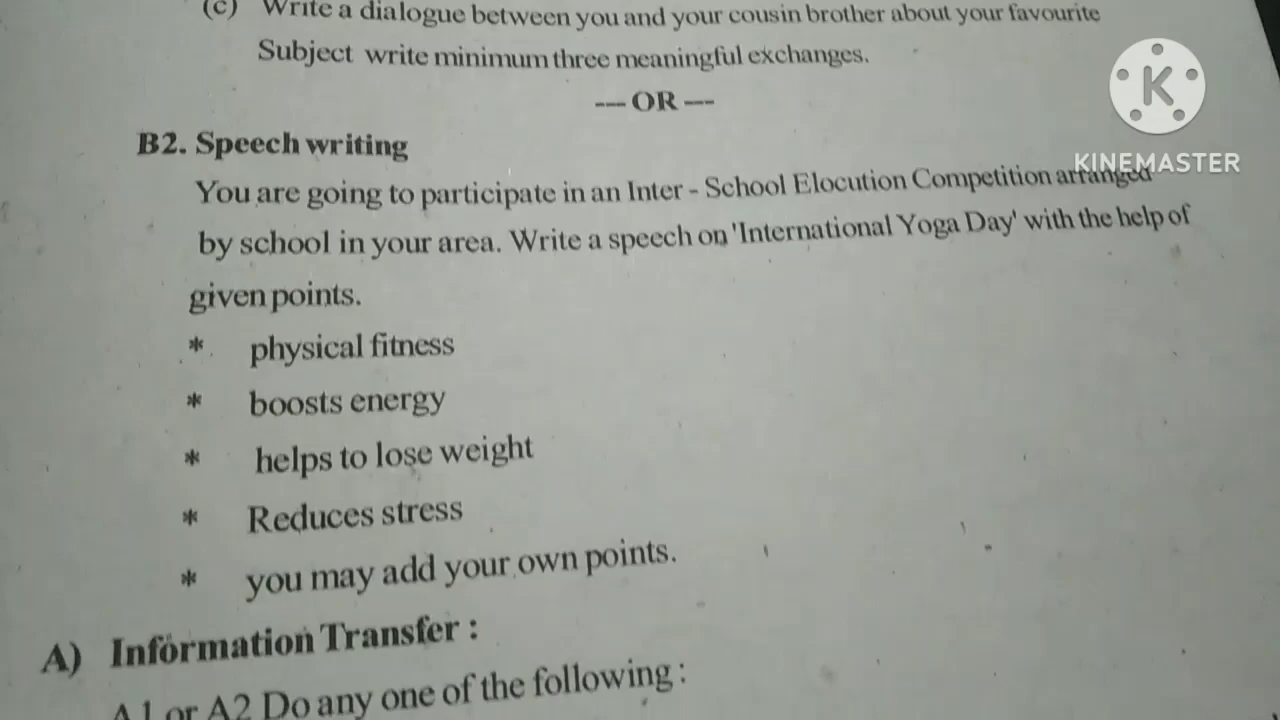 (c) Write a dialogue between you and your cousin brother about your favourite
Subject write minimum three meaningful exchanges.
--- OR ---
K
KINEMASTER
B2. Speech writing
You are going to participate in an Inter - School Elocution Competition arranged
by school in your area. Write a speech on 'International Yoga Day' with the help of
given points.
* physical fitness
* boosts energy
* helps to lose weight
* Reduces stress
* you may add your own points.
A) Information Transfer :
A1 or A2 Do any one of the following :